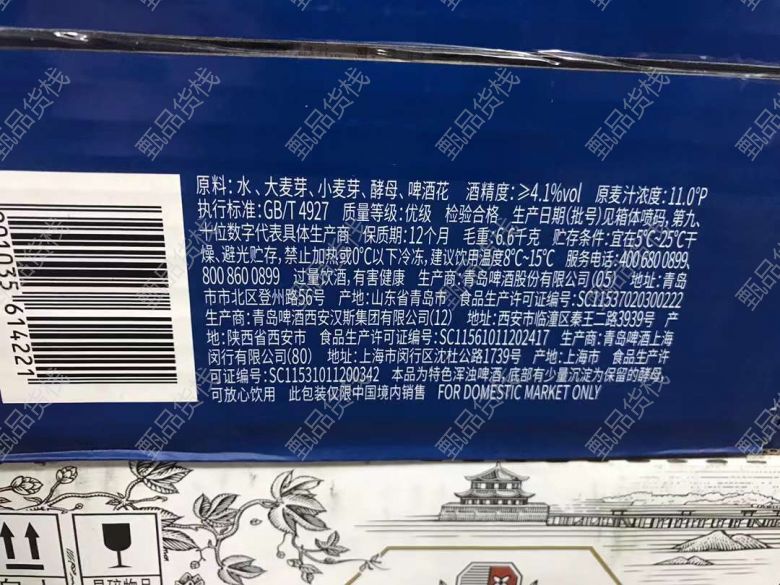 原料：水、大麦芽、小麦芽、酵母、啤酒花 酒精度：≥4.1%vol 原麦汁浓度：11.0°P
执行标准：GB/T 4927 质量等级：优级 检验合格 生产日期(批号)见箱体喷码，第九、
十位数字代表具体生产商 保质期：12个月 毛重：6.6千克 贮存条件：宜在5℃-25℃干
燥、避光贮存，禁止加热或0℃以下冷冻，建议饮用温度8℃~15℃ 服务电话：400 680 0899，
800 860 0899 过量饮酒，有害健康 生产商：青岛啤酒股份有限公司(05) 地址：青岛
市市北区登州路56号 产地：山东省青岛市 食品生产许可证编号：SC11537020300222
生产商：青岛啤酒西安汉斯集团有限公司(12) 地址：西安市临潼区秦王二路3939号 产
地：陕西省西安市 食品生产许可证编号：SC11561011202417 生产商：青岛啤酒上海
闵行有限公司(80) 地址：上海市闵行区沈杜公路1739号 产地：上海市 食品生产许
可证编号：SC11531011200342 本品为特色浑浊啤酒，底部有少量沉淀为保留的酵母，
可放心饮用 此包装仅限中国境内销售 FOR DOMESTIC MARKET ONLY
901035 614221
易碎物品
甄品货栈